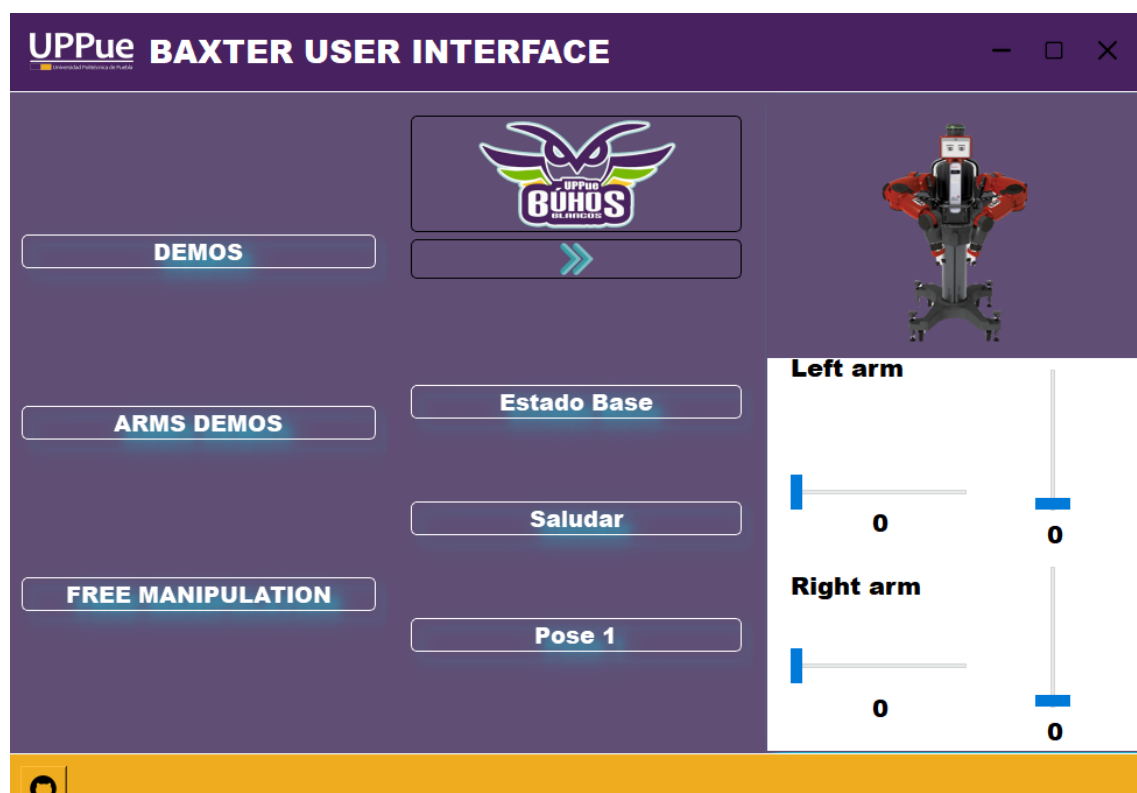 UPPue
Universidad Politécnica de Puebla
BAXTER USER INTERFACE
UPPue
BÚHOS
BLANCOS
DEMOS
ARMS DEMOS
FREE MANIPULATION
Estado Base
Saludar
Pose 1
Left arm
0
0
Right arm
0
0